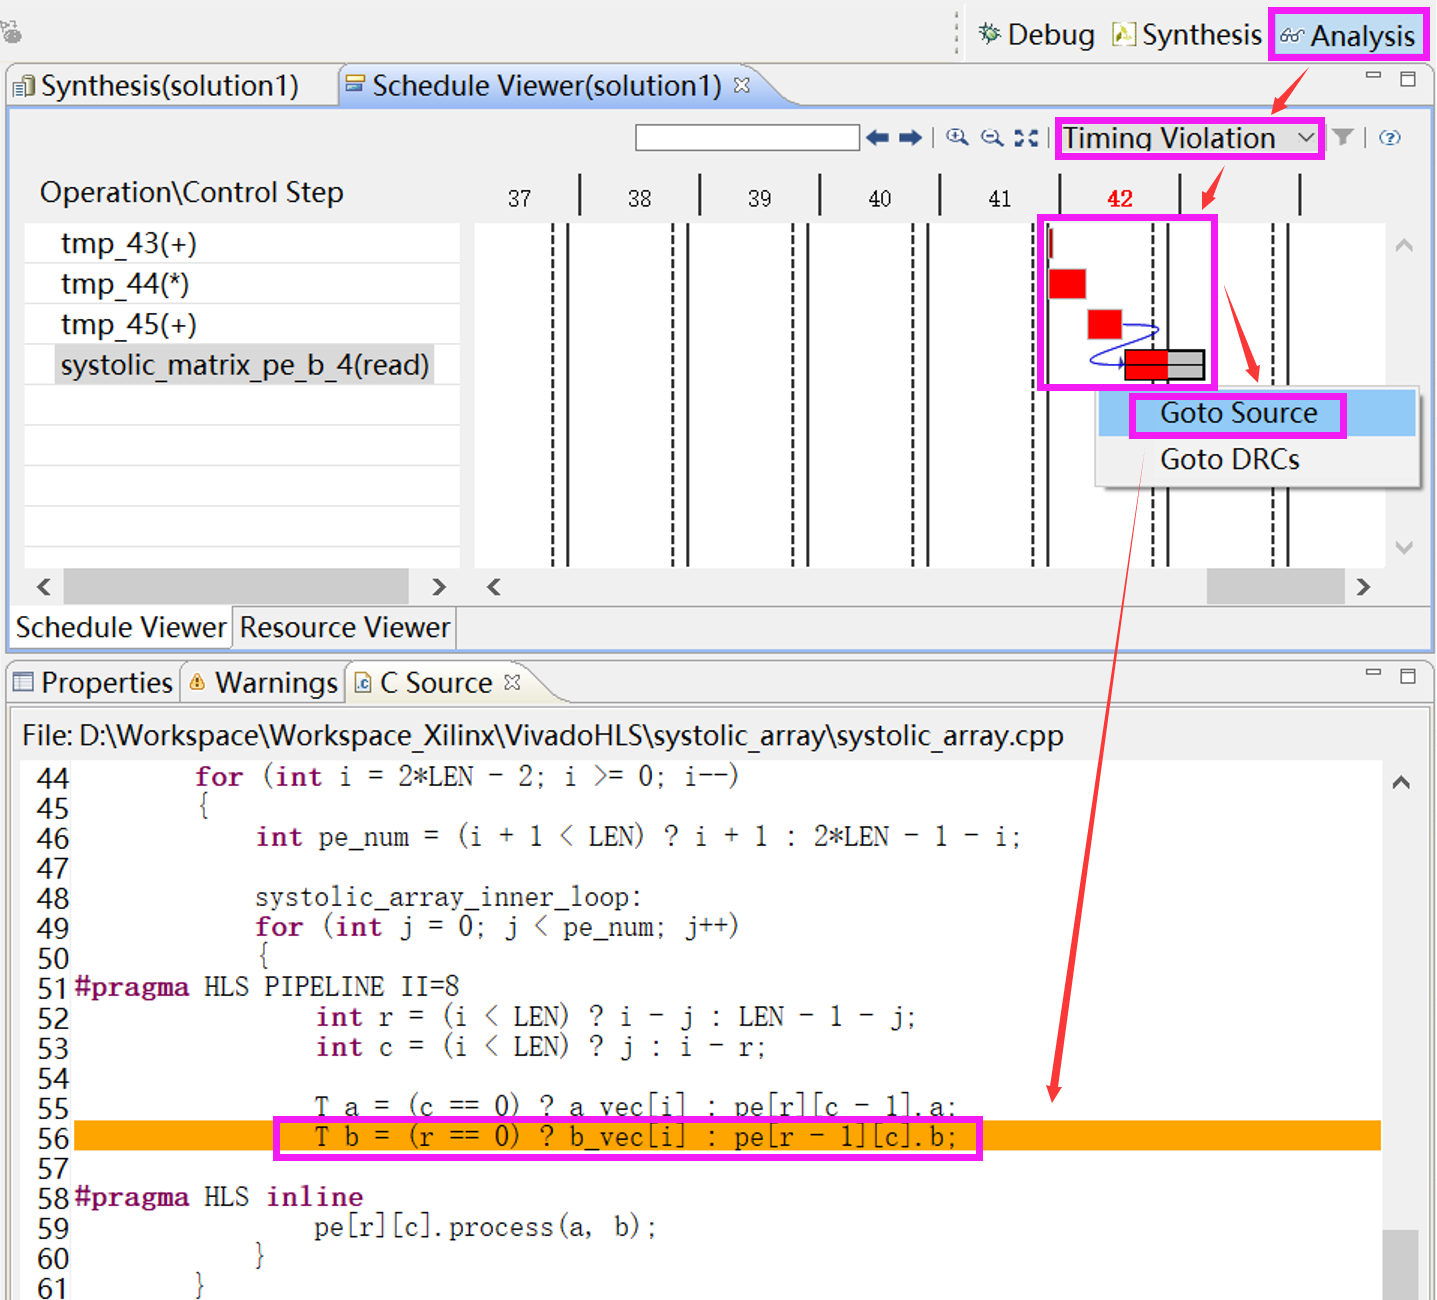 Debug Synthesis Analysis
Synthesis(solution1) Schedule Viewer(solution1)
Timing Violation
Operation\Control Step 37 38 39 40 41 42
tmp_43(+)
tmp_44(*)
tmp_45(+)
systolic_matrix_pe_b_4(read)
Goto Source
Goto DRCs
Schedule Viewer Resource Viewer
Properties Warnings C Source
File: D:\Workspace\Workspace_Xilinx\VivadoHLS\systolic_array\systolic_array.cpp
44 for (int i = 2*LEN - 2; i >= 0; i--)
45 {
46 int pe_num = (i + 1 < LEN) ? i + 1 : 2*LEN - 1 - i;
47
48 systolic_array_inner_loop:
49 for (int j = 0; j < pe_num; j++)
50 {
51 #pragma HLS PIPELINE II=8
52 int r = (i < LEN) ? i - j : LEN - 1 - j;
53 int c = (i < LEN) ? j : i - r;
54
55 T a = (c == 0) ? a_vec[i] : pe[r][c - 1].a;
56 T b = (r == 0) ? b_vec[i] : pe[r - 1][c].b;
57
58 #pragma HLS inline
59 pe[r][c].process(a, b);
60 }
61 }